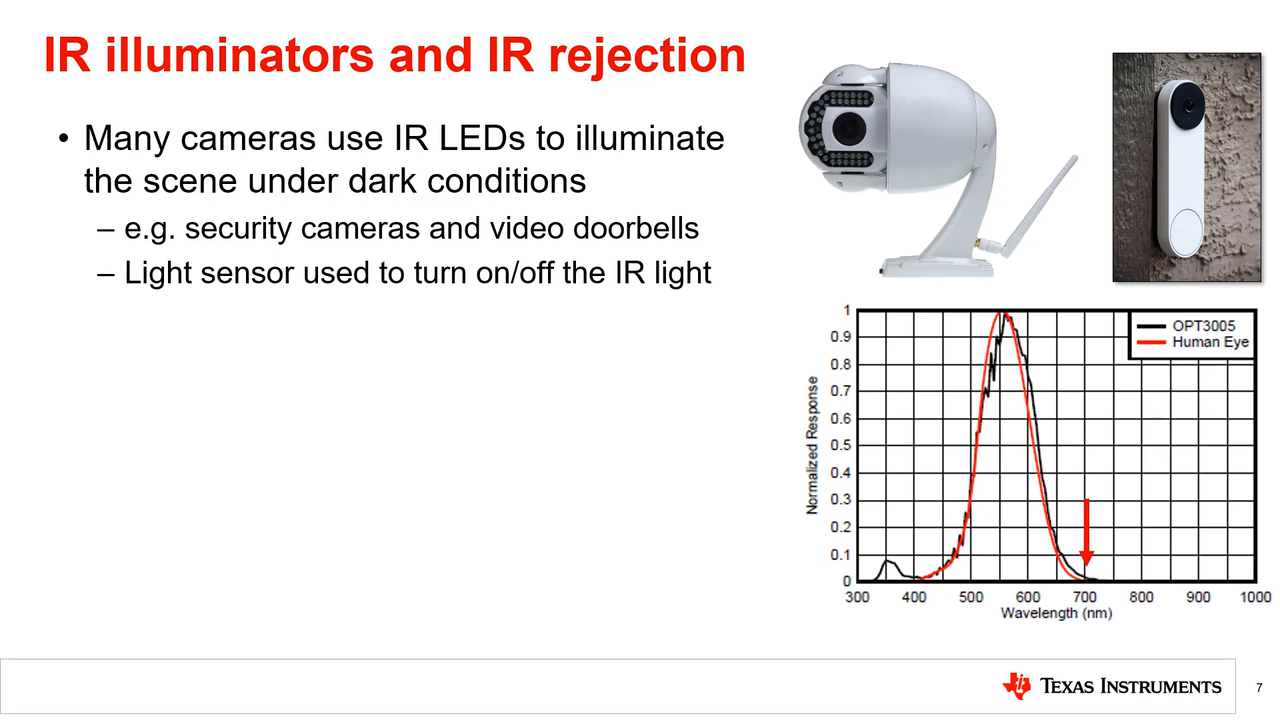 IR illuminators and IR rejection
• Many cameras use IR LEDs to illuminate
the scene under dark conditions
– e.g. security cameras and video doorbells
– Light sensor used to turn on/off the IR light
1
0.9
0.8
0.7
0.6
0.5
0.4
0.3
0.2
0.1
0
Normalized Response
OPT3005
Human Eye
300 400 500 600 700 800 900 1000
Wavelength (nm)
TEXAS INSTRUMENTS
7